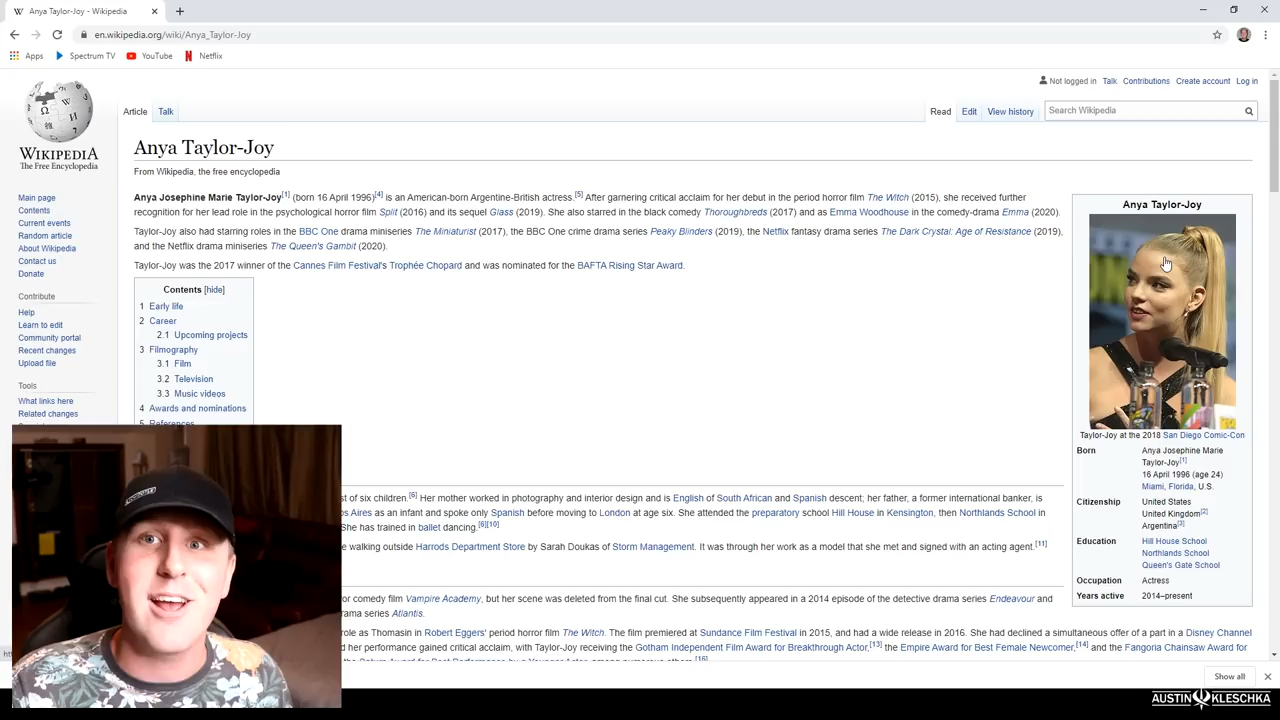 Anya Taylor-Joy - Wikipedia
en.wikipedia.org/wiki/Anya_Taylor-Joy
Apps Spectrum TV YouTube Netflix
Not logged in Talk Contributions Create account Log in
Article Talk Read Edit View history Search Wikipedia
WIKIPEDIA
The Free Encyclopedia
Main page
Contents
Current events
Random article
About Wikipedia
Contact us
Donate
Contribute
Help
Learn to edit
Community portal
Recent changes
Upload file
Tools
What links here
Related changes
Anya Taylor-Joy
From Wikipedia, the free encyclopedia
Anya Josephine Marie Taylor-Joy[1] (born 16 April 1996)[4] is an American-born Argentine-British actress.[5] After garnering critical acclaim for her debut in the period horror film The Witch (2015), she received further
recognition for her lead role in the psychological horror film Split (2016) and its sequel Glass (2019). She also starred in the black comedy Thoroughbreds (2017) and as Emma Woodhouse in the comedy-drama Emma (2020).
Taylor-Joy also had starring roles in the BBC One drama miniseries The Miniaturist (2017), the BBC One crime drama series Peaky Blinders (2019), the Netflix fantasy drama series The Dark Crystal: Age of Resistance (2019),
and the Netflix drama miniseries The Queen's Gambit (2020).
Taylor-Joy was the 2017 winner of the Cannes Film Festival's Trophée Chopard and was nominated for the BAFTA Rising Star Award.
Contents [hide]
1 Early life
2 Career
2.1 Upcoming projects
3 Filmography
3.1 Film
3.2 Television
3.3 Music videos
4 Awards and nominations
5 References
st of six children.[6] Her mother worked in photography and interior design and is English of South African and Spanish descent; her father, a former international banker, is
os Aires as an infant and spoke only Spanish before moving to London at age six. She attended the preparatory school Hill House in Kensington, then Northlands School in
She has trained in ballet dancing.[6][10]
e walking outside Harrods Department Store by Sarah Doukas of Storm Management. It was through her work as a model that she met and signed with an acting agent.[11]
or comedy film Vampire Academy, but her scene was deleted from the final cut. She subsequently appeared in a 2014 episode of the detective drama series Endeavour and
rama series Atlantis.
role as Thomasin in Robert Eggers' period horror film The Witch. The film premiered at Sundance Film Festival in 2015, and had a wide release in 2016. She had declined a simultaneous offer of a part in a Disney Channel
d her performance gained critical acclaim, with Taylor-Joy receiving the Gotham Independent Film Award for Breakthrough Actor,[13] the Empire Award for Best Female Newcomer,[14] and the Fangoria Chainsaw Award for
Anya Taylor-Joy
Taylor-Joy at the 2018 San Diego Comic-Con
Born Anya Josephine Marie
Taylor-Joy[1]
16 April 1996 (age 24)
Miami, Florida, U.S.
Citizenship United States
United Kingdom[2]
Argentina[3]
Education Hill House School
Northlands School
Queen's Gate School
Occupation Actress
Years active 2014–present
Show all
AUSTIN KLESCHKA